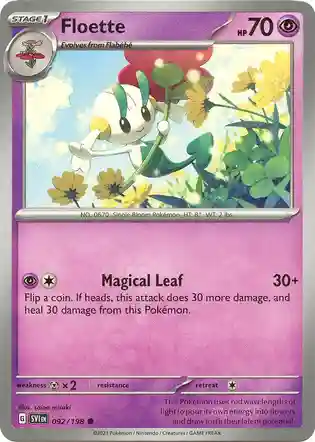 STAGE 1
Floette
HP 70
Evolves from Flabébé
NO. 0670 Single Bloom Pokémon HT: 8" WT: 2 lbs.
Magical Leaf 30+
Flip a coin. If heads, this attack does 30 more damage, and
heal 30 damage from this Pokémon.
weakness ×2 resistance retreat
Illus.
G SVI EN 092/198
This Pokémon uses red wavelengths of
light to pour its own energy into flowers
and draw forth their latent potential.
©2023 Pokémon / Nintendo / Creatures / GAME FREAK